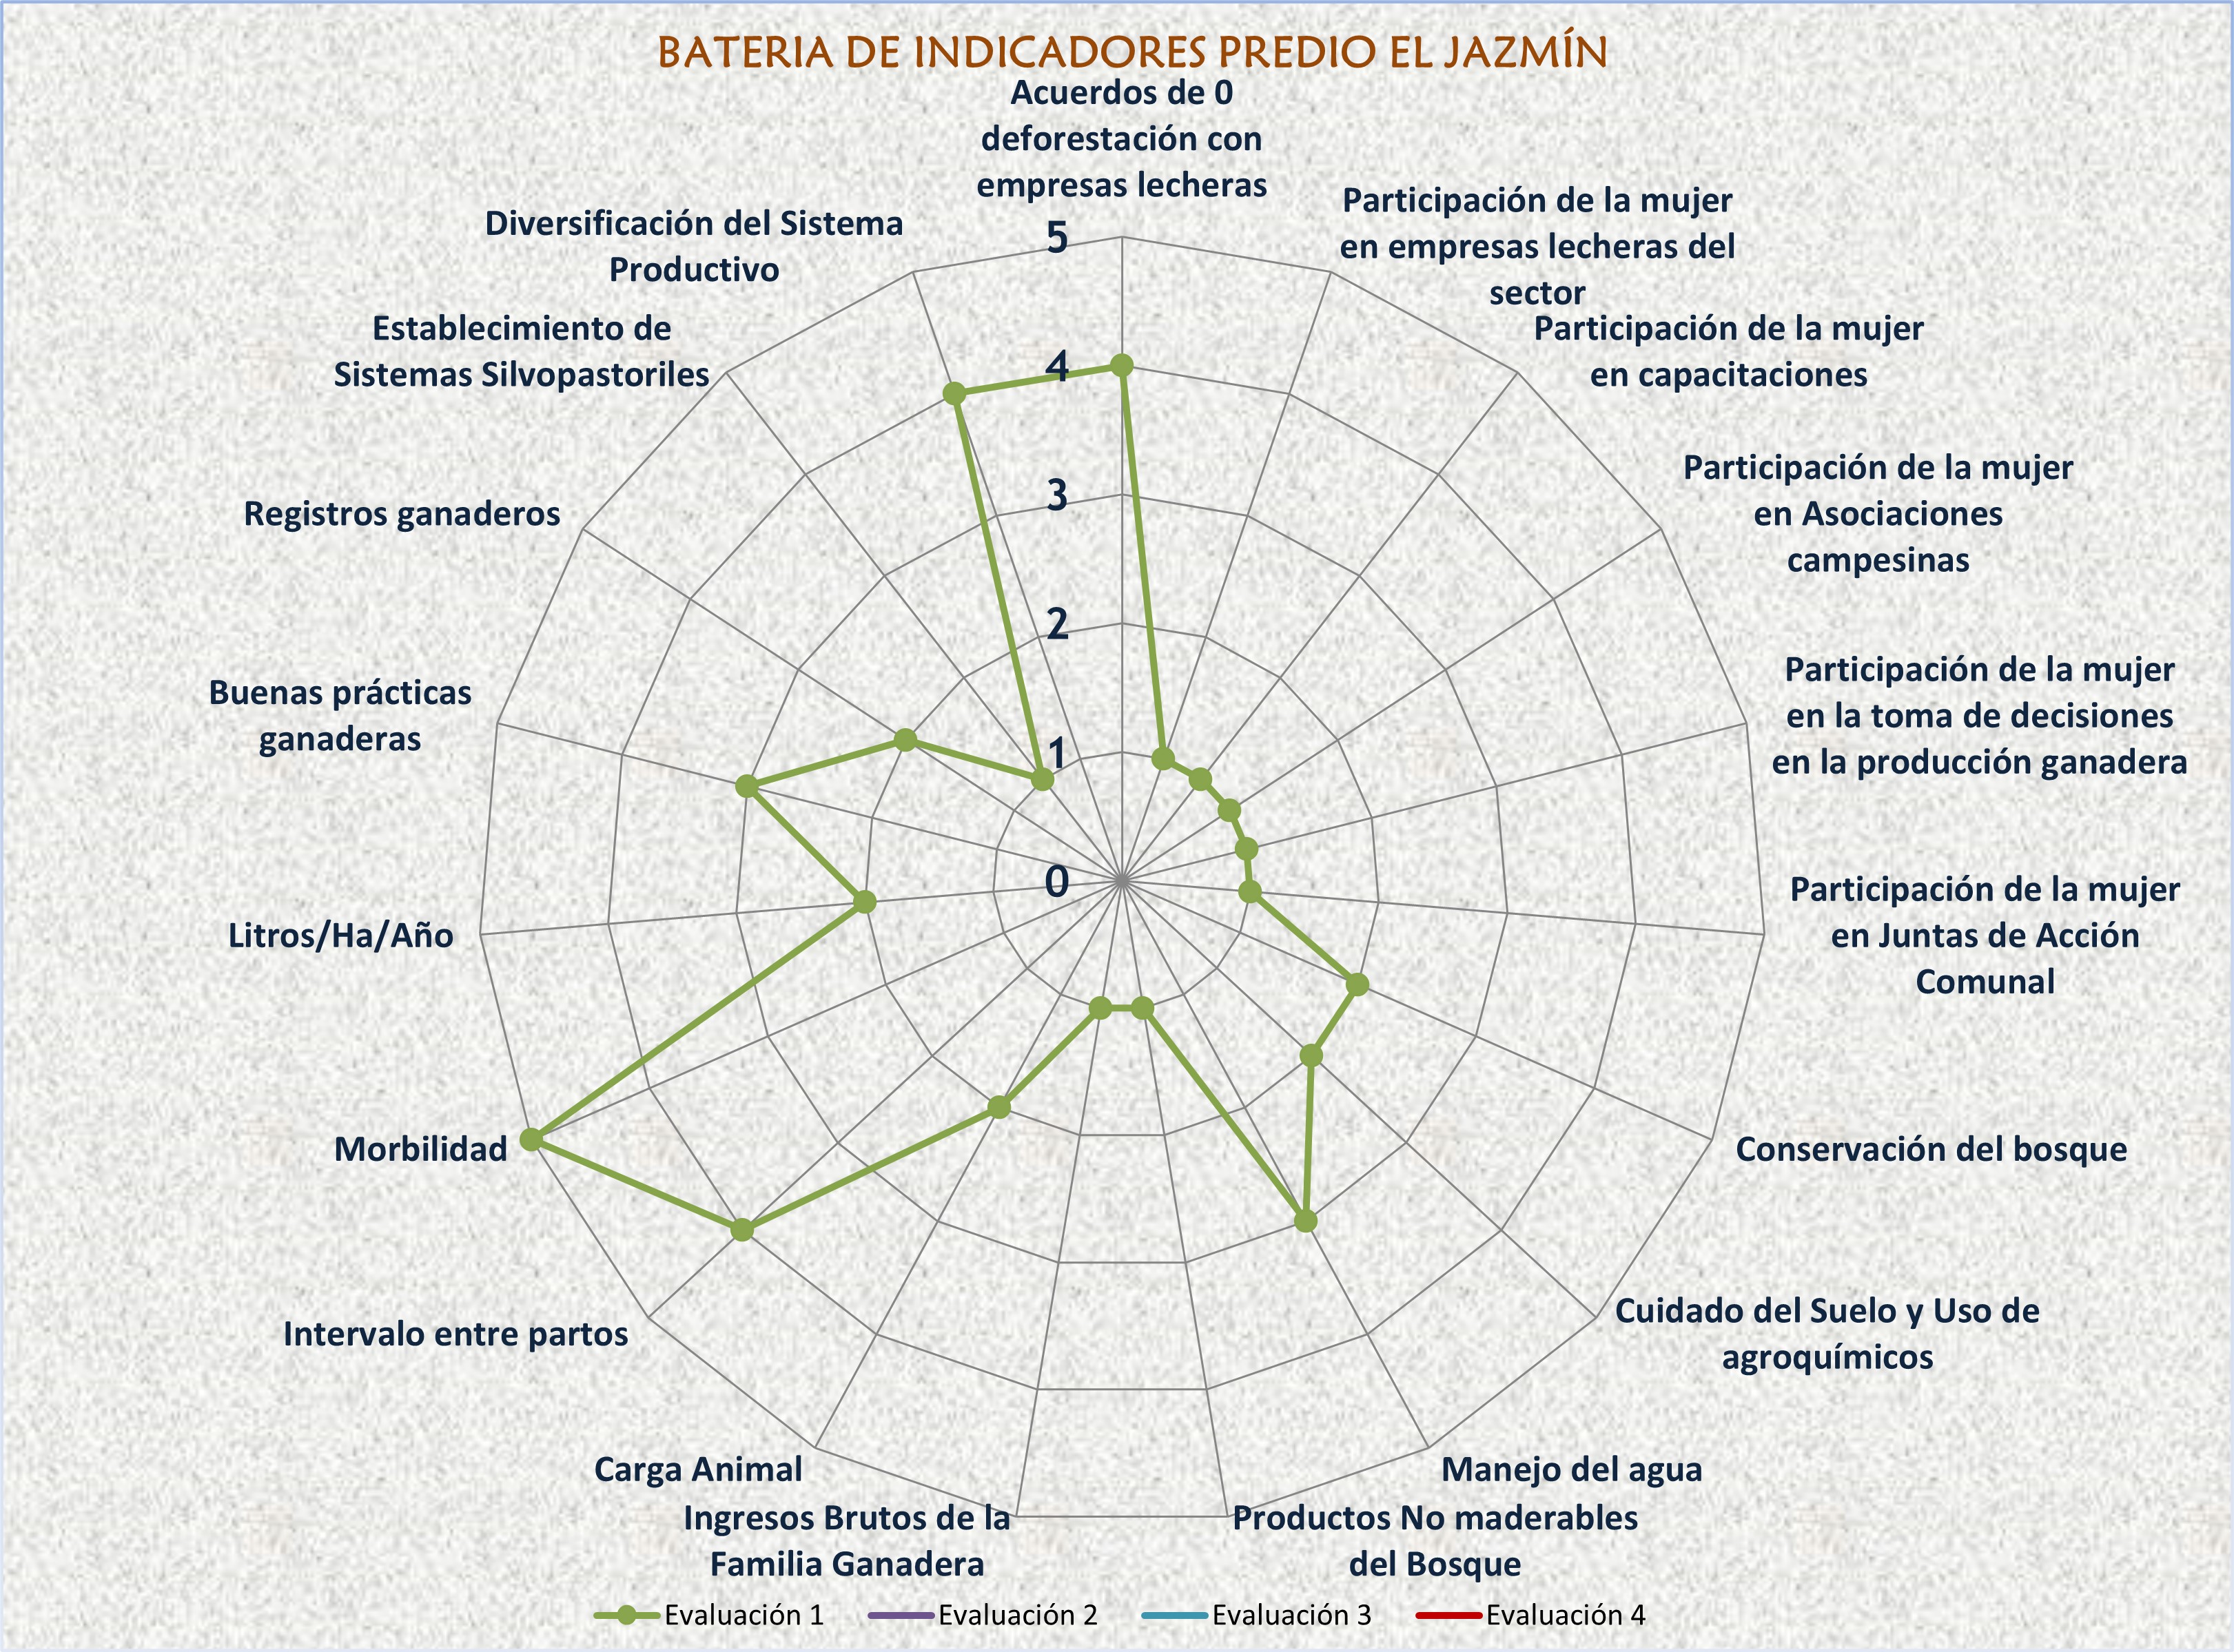 BATERIA DE INDICADORES PREDIO EL JAZMÍN
Acuerdos de 0
deforestación con
empresas lecheras
Participación de la mujer
en empresas lecheras del
sector
Participación de la mujer
en capacitaciones
Participación de la mujer
en Asociaciones
campesinas
Participación de la mujer
en la toma de decisiones
en la producción ganadera
Participación de la mujer
en Juntas de Acción
Comunal
Conservación del bosque
Cuidado del Suelo y Uso de
agroquímicos
Manejo del agua
Productos No maderables
del Bosque
Ingresos Brutos de la
Familia Ganadera
Carga Animal
Intervalo entre partos
Morbilidad
Litros/Ha/Año
Buenas prácticas
ganaderas
Registros ganaderos
Establecimiento de
Sistemas Silvopastoriles
Diversificación del Sistema
Productivo
5
4
3
2
1
0
Evaluación 1
Evaluación 2
Evaluación 3
Evaluación 4